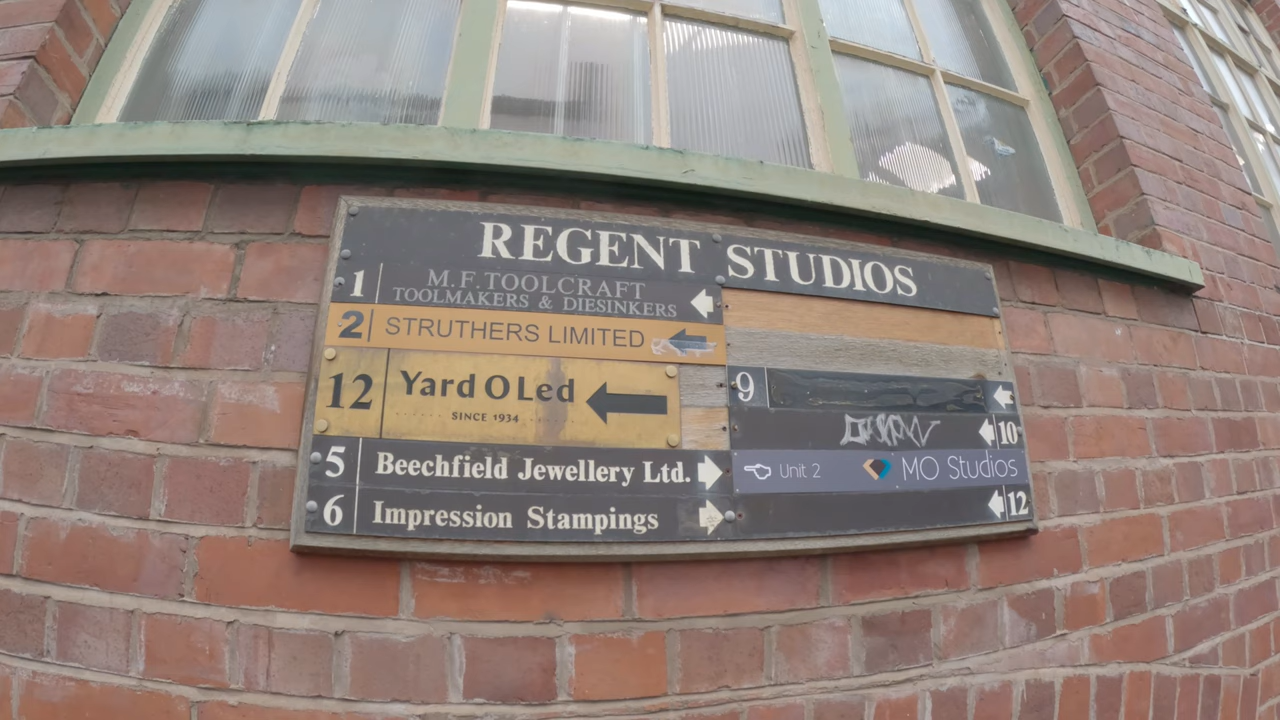 REGENT STUDIOS
1 M.F. TOOLCRAFT
TOOLMAKERS & DIESINKERS
2 STRUTHERS LIMITED
12 Yard O Led
SINCE 1934
5 Beechfield Jewellery Ltd.
6 Impression Stampings
9
10
Unit 2 MO Studios
12